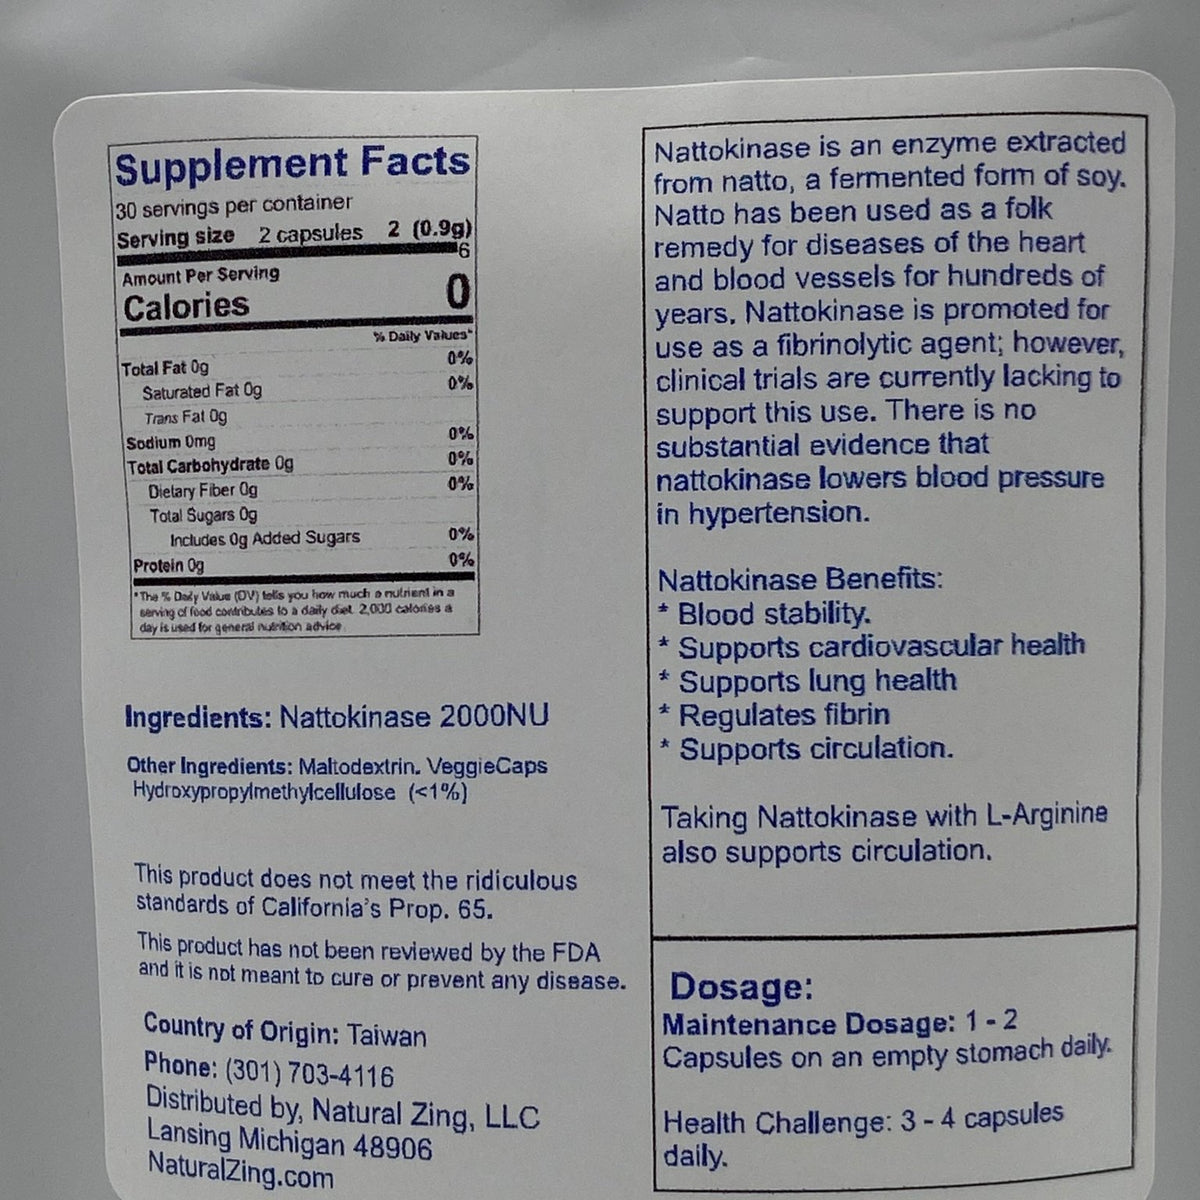 Supplement Facts
30 servings per container
Serving size 2 capsules 2 (0.9g)
6
Amount Per Serving
Calories 0
% Daily Values*
Total Fat 0g 0%
Saturated Fat 0g 0%
Trans Fat 0g
Sodium 0mg 0%
Total Carbohydrate 0g 0%
Dietary Fiber 0g 0%
Total Sugars 0g
Includes 0g Added Sugars 0%
Protein 0g 0%
*The % Daily Value (DV) tells you how much a nutrient in a
serving of food contributes to a daily diet. 2,000 calories a
day is used for general nutrition advice.
Ingredients: Nattokinase 2000NU
Other Ingredients: Maltodextrin. VeggieCaps
Hydroxypropylmethylcellulose (<1%)
This product does not meet the ridiculous
standards of California's Prop. 65.
This product has not been reviewed by the FDA
and it is not meant to cure or prevent any disease.
Country of Origin: Taiwan
Phone: (301) 703-4116
Distributed by, Natural Zing, LLC
Lansing Michigan 48906
NaturalZing.com
Nattokinase is an enzyme extracted
from natto, a fermented form of soy.
Natto has been used as a folk
remedy for diseases of the heart
and blood vessels for hundreds of
years. Nattokinase is promoted for
use as a fibrinolytic agent; however,
clinical trials are currently lacking to
support this use. There is no
substantial evidence that
nattokinase lowers blood pressure
in hypertension.
Nattokinase Benefits:
* Blood stability.
* Supports cardiovascular health
* Supports lung health
* Regulates fibrin
* Supports circulation.
Taking Nattokinase with L-Arginine
also supports circulation.
Dosage:
Maintenance Dosage: 1 - 2
Capsules on an empty stomach daily.
Health Challenge: 3 - 4 capsules
daily.